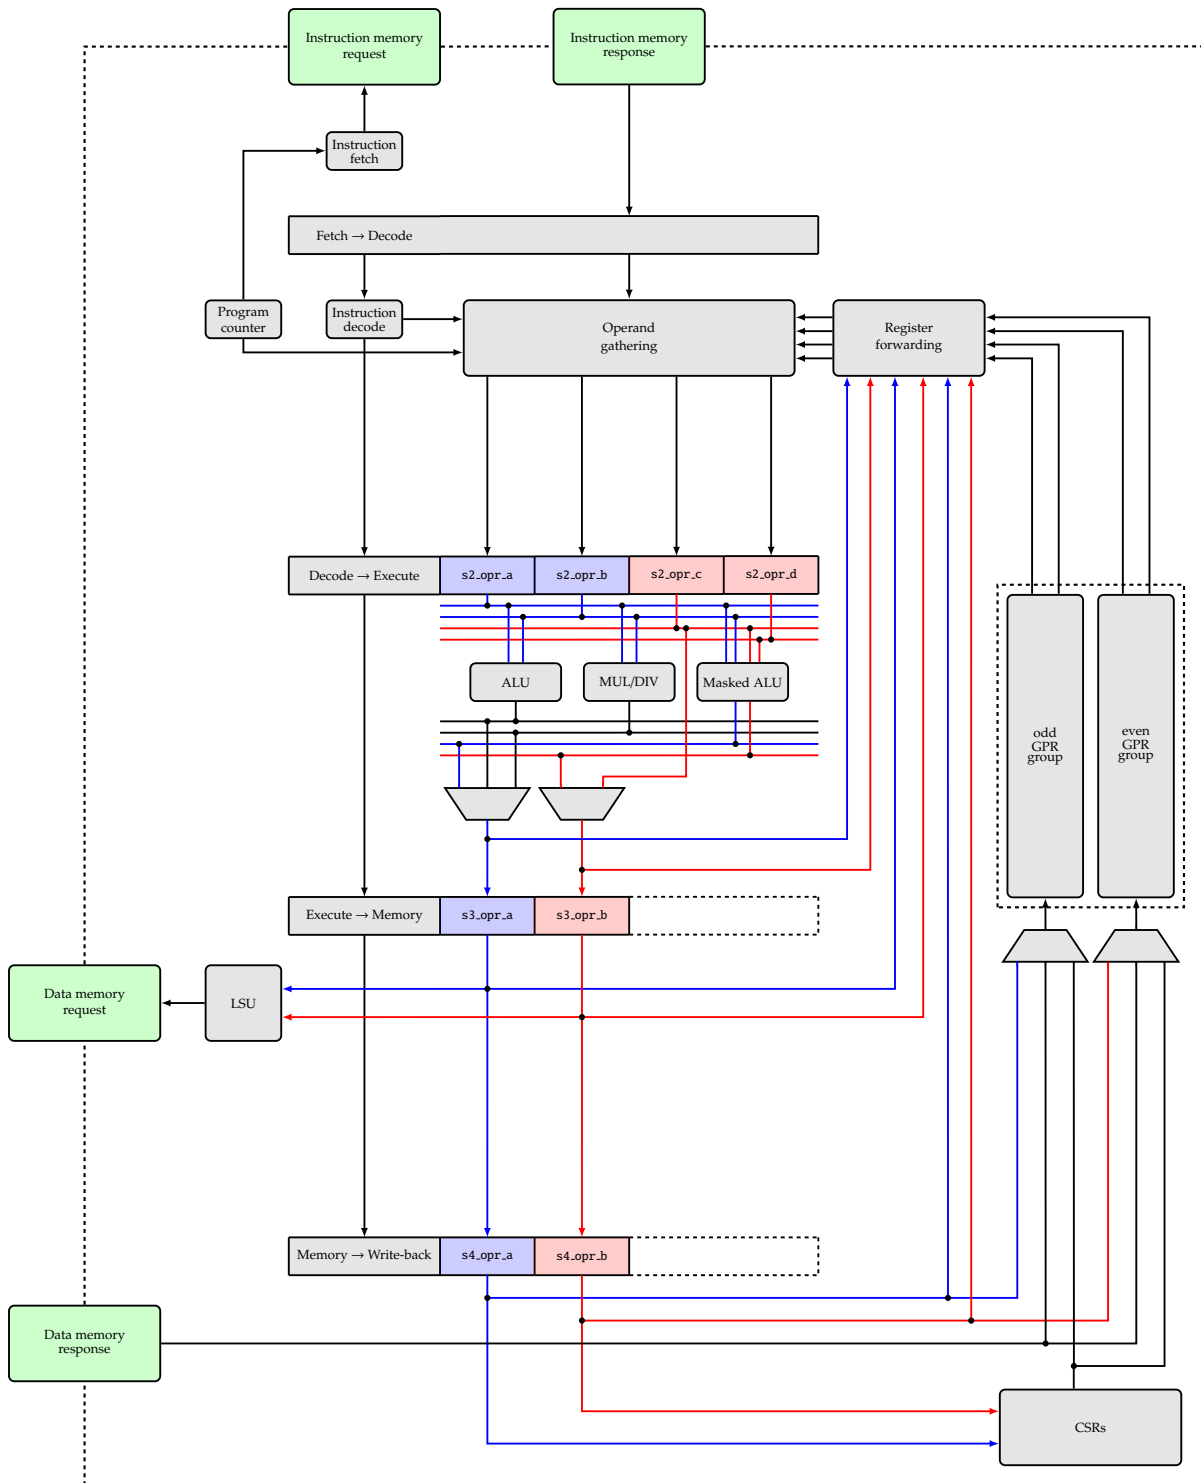 Instruction memory
request
Instruction memory
response
Instruction
fetch
Fetch → Decode
Program
counter
Instruction
decode
Operand
gathering
Register
forwarding
Decode → Execute
s2_opr_a
s2_opr_b
s2_opr_c
s2_opr_d
ALU
MUL/DIV
Masked ALU
odd
GPR
group
even
GPR
group
Execute → Memory
s3_opr_a
s3_opr_b
Data memory
request
LSU
Memory → Write-back
s4_opr_a
s4_opr_b
Data memory
response
CSRs